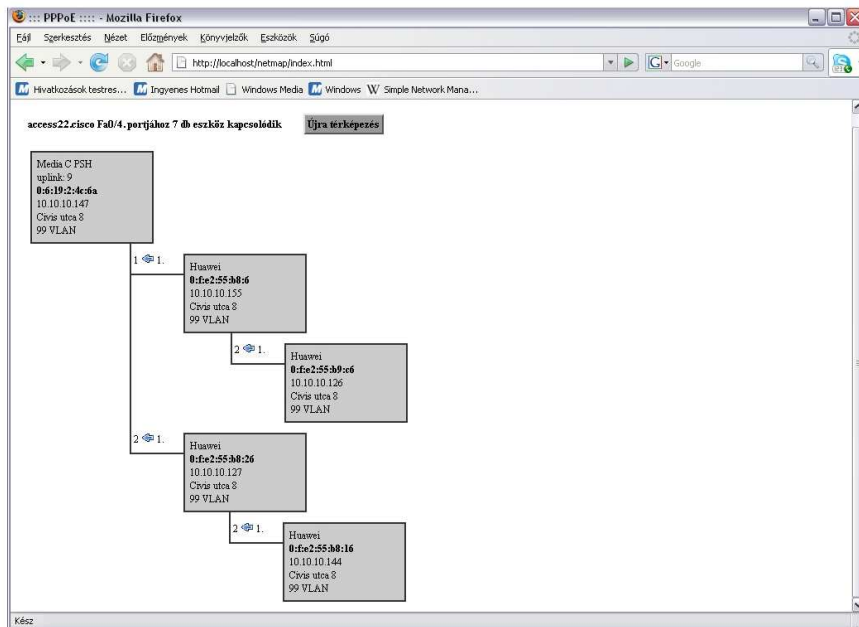 ::: PPPoE :::: - Mozilla Firefox
Fájl Szerkesztés Nézet Előzmények Könyvjelzők Eszközök Súgó
http://localhost/netmap/index.html
G Google
Hivatkozások testres... Ingyenes Hotmail Windows Media Windows W Simple Network Mana...
access22.cisco Fa0/4. portjához 7 db eszköz kapcsolódik Újra térképezés
Media C PSH
uplink: 9
0:6:19:2:4c:6a
10.10.10.147
Civis utca 8
99 VLAN
1 1.
Huawei
0:f:e2:55:b8:6
10.10.10.155
Civis utca 8
99 VLAN
2 1.
Huawei
0:f:e2:55:b9:c6
10.10.10.126
Civis utca 8
99 VLAN
2 1.
Huawei
0:f:e2:55:b8:26
10.10.10.127
Civis utca 8
99 VLAN
2 1.
Huawei
0:f:e2:55:b8:16
10.10.10.144
Civis utca 8
99 VLAN
Kész